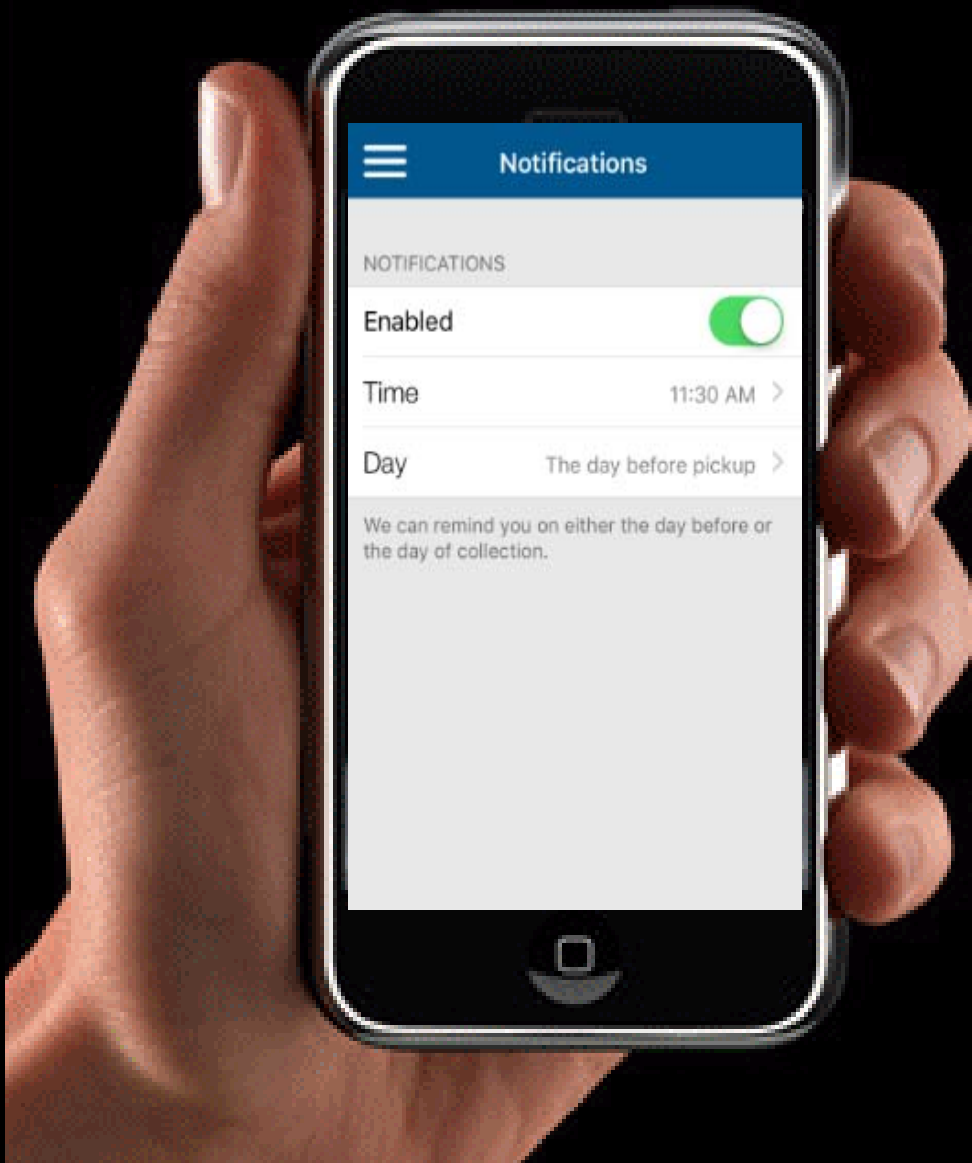 Notifications
NOTIFICATIONS
Enabled
Time 11:30 AM
Day The day before pickup
We can remind you on either the day before or
the day of collection.